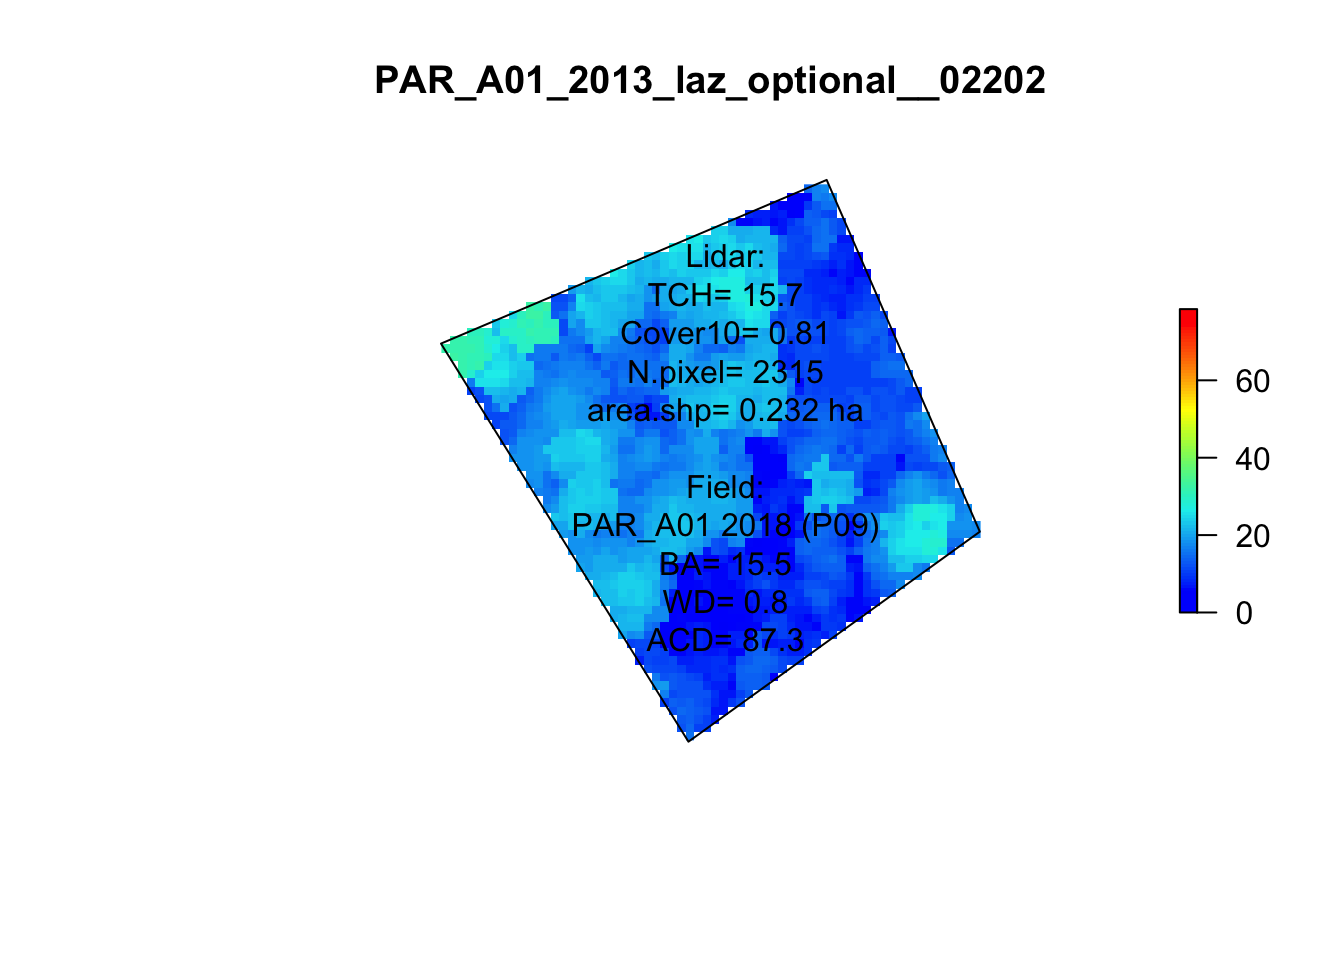 PAR_A01_2013_laz_optional__02202
Lidar:
TCH= 15.7
Cover10= 0.81
N.pixel= 2315
area.shp= 0.232 ha
Field:
PAR_A01 2018 (P09)
BA= 15.5
WD= 0.8
ACD= 87.3
60
40
20
0